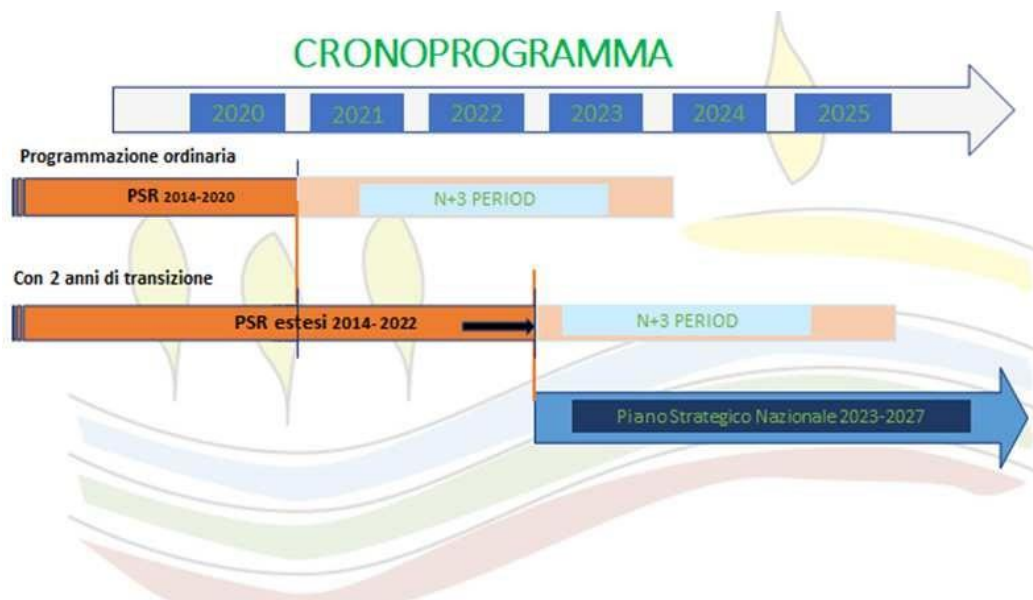 CRONOPROGRAMMA
2020 2021 2022 2023 2024 2025
Programmazione ordinaria
PSR 2014-2020 N+3 PERIOD
Con 2 anni di transizione
PSR estesi 2014- 2022 N+3 PERIOD
Piano Strategico Nazionale 2023-2027